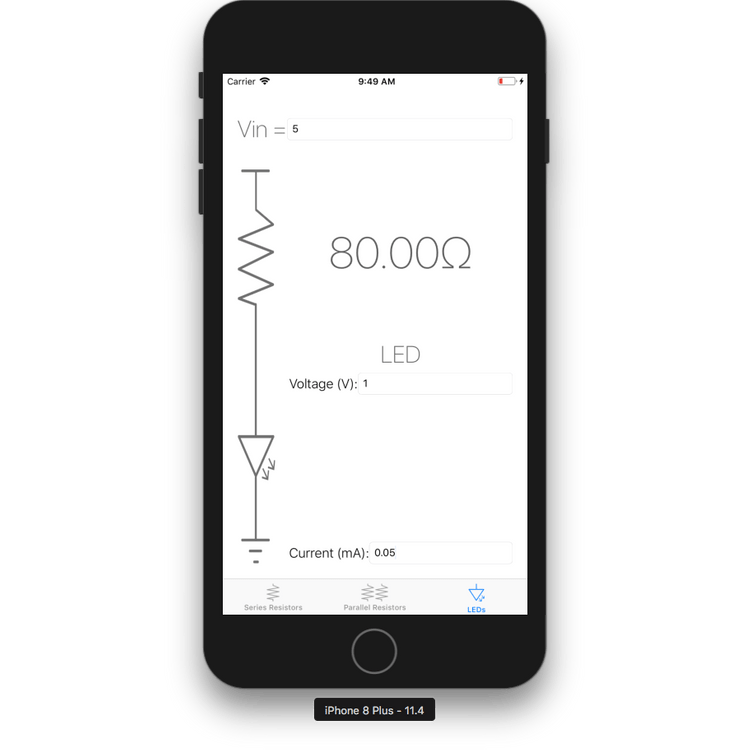 Carrier 9:49 AM
Vin = 5
80.00Ω
LED
Voltage (V): 1
Current (mA): 0.05
Series Resistors Parallel Resistors LEDs
iPhone 8 Plus - 11.4